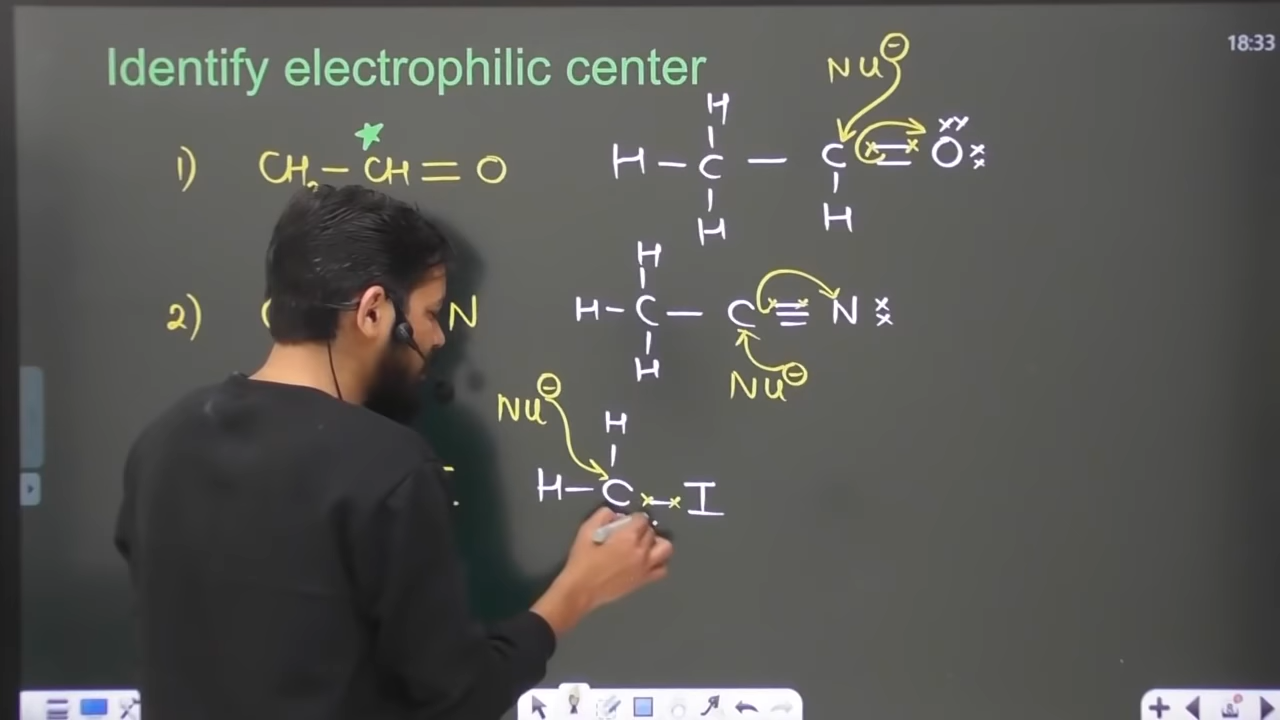 18:33
Identify electrophilic center
Nu⊖
1) CH₃ – CH = O
H
H – C – C = O
H H
2) C N
H
H – C – C ≡ N
H
Nu⊖
Nu⊖
H
H – C – I